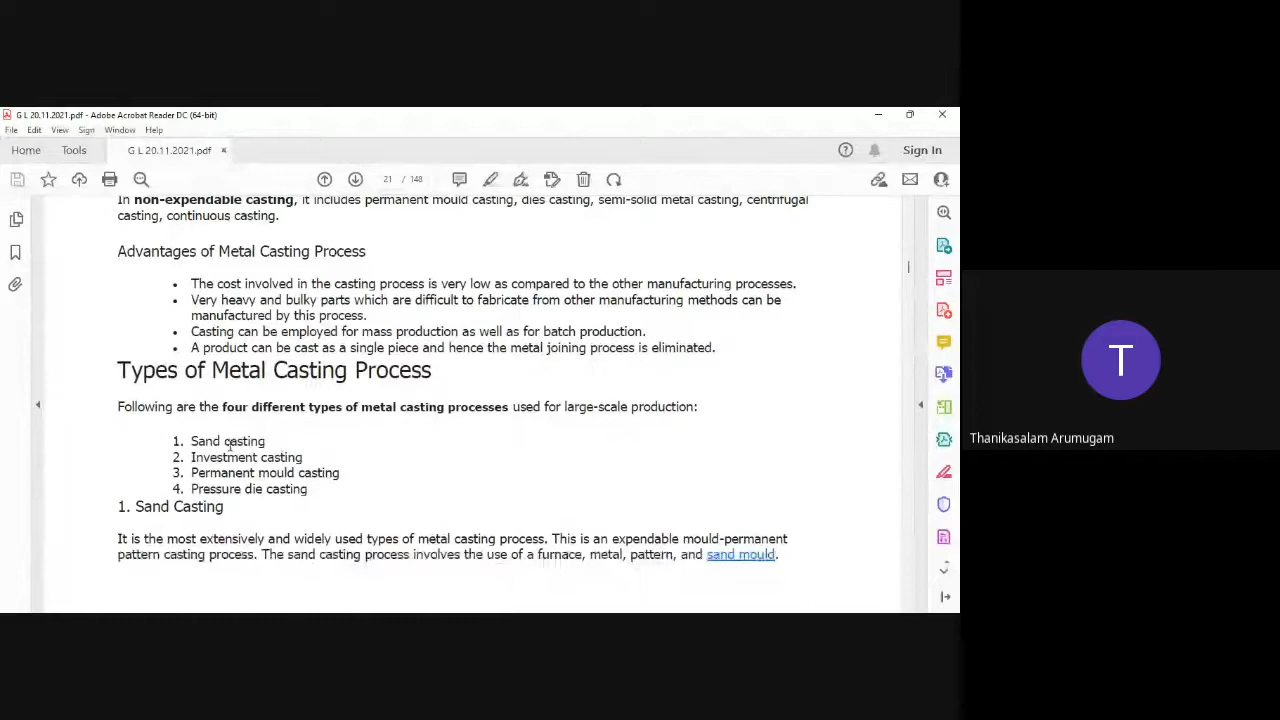 G L 20.11.2021.pdf - Adobe Acrobat Reader DC (64-bit)
File Edit View Sign Window Help
Home Tools G L 20.11.2021.pdf × Sign In
21 / 148
In non-expendable casting, it includes permanent mould casting, dies casting, semi-solid metal casting, centrifugal
casting, continuous casting.
Advantages of Metal Casting Process
• The cost involved in the casting process is very low as compared to the other manufacturing processes.
• Very heavy and bulky parts which are difficult to fabricate from other manufacturing methods can be
manufactured by this process.
• Casting can be employed for mass production as well as for batch production.
• A product can be cast as a single piece and hence the metal joining process is eliminated.
Types of Metal Casting Process
Following are the four different types of metal casting processes used for large-scale production:
1. Sand casting
2. Investment casting
3. Permanent mould casting
4. Pressure die casting
1. Sand Casting
It is the most extensively and widely used types of metal casting process. This is an expendable mould-permanent
pattern casting process. The sand casting process involves the use of a furnace, metal, pattern, and sand mould.
T
Thanikasalam Arumugam